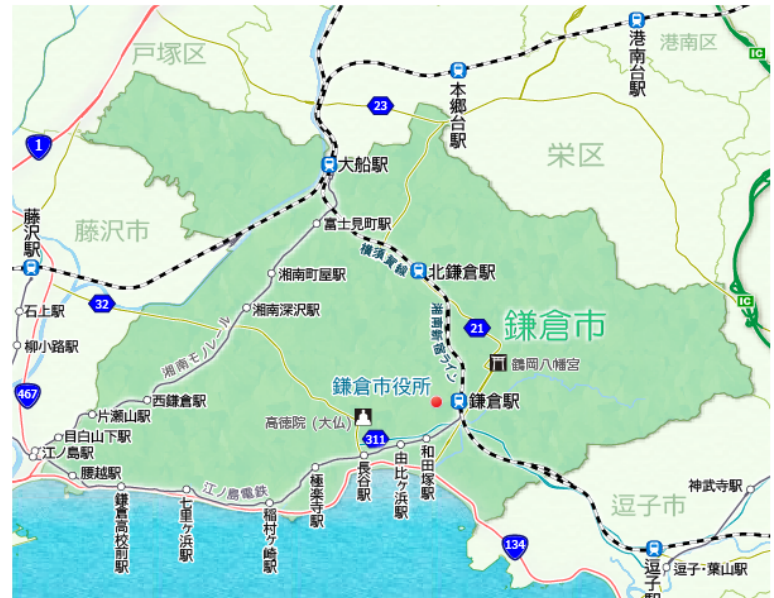 戸塚区
港南区
IC
港南台駅
本郷台駅
23
1
栄区
大船駅
藤沢駅
藤沢市
富士見町駅
横須賀線
北鎌倉駅
湘南町屋駅
32
石上駅
湘南深沢駅
IC
21
鎌倉市
湘南新宿ライン
柳小路駅
湘南モノレール
鶴岡八幡宮
鎌倉市役所
467
西鎌倉駅
鎌倉駅
片瀬山駅
高徳院(大仏)
目白山下駅
311
江ノ島駅
和田塚駅
由比ヶ浜駅
長谷駅
極楽寺駅
腰越駅
江ノ島電鉄
鎌倉高校前駅
七里ヶ浜駅
稲村ヶ崎駅
神武寺駅
逗子市
134
逗子・葉山駅
逗子駅